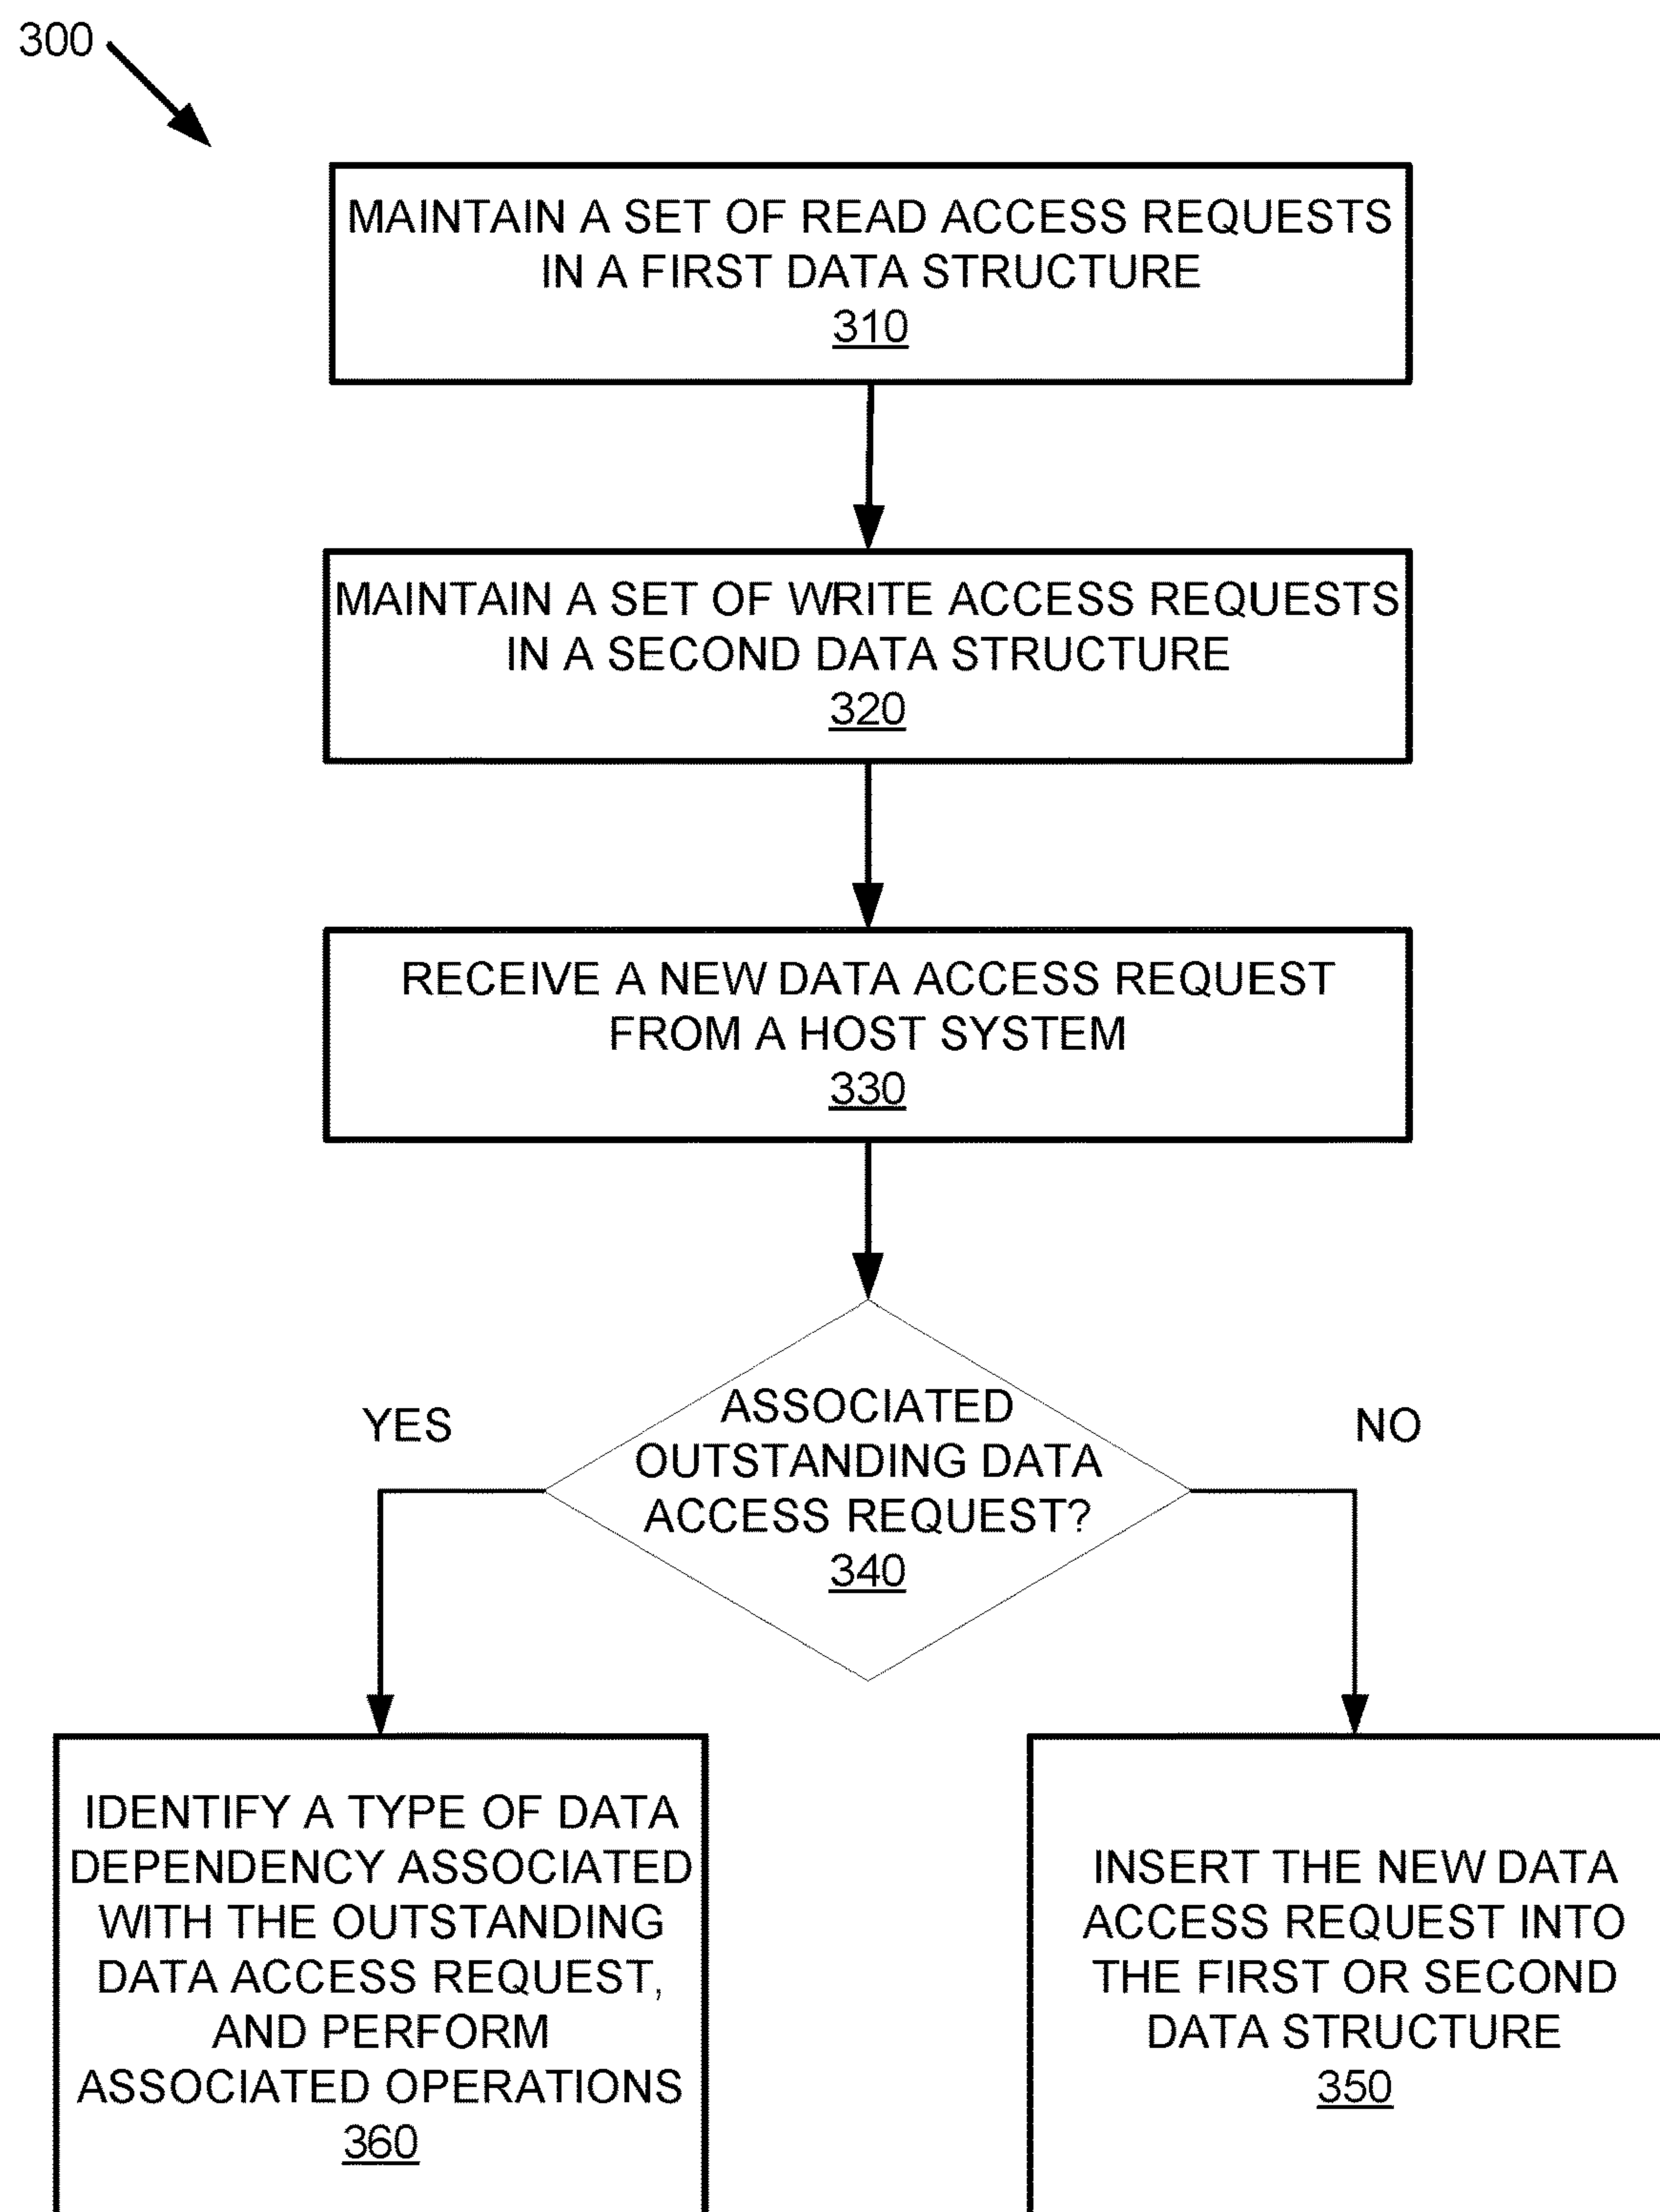 300
MAINTAIN A SET OF READ ACCESS REQUESTS
IN A FIRST DATA STRUCTURE
310
MAINTAIN A SET OF WRITE ACCESS REQUESTS
IN A SECOND DATA STRUCTURE
320
RECEIVE A NEW DATA ACCESS REQUEST
FROM A HOST SYSTEM
330
ASSOCIATED
OUTSTANDING DATA
ACCESS REQUEST?
340
YES
NO
IDENTIFY A TYPE OF DATA
DEPENDENCY ASSOCIATED
WITH THE OUTSTANDING
DATA ACCESS REQUEST,
AND PERFORM
ASSOCIATED OPERATIONS
360
INSERT THE NEW DATA
ACCESS REQUEST INTO
THE FIRST OR SECOND
DATA STRUCTURE
350